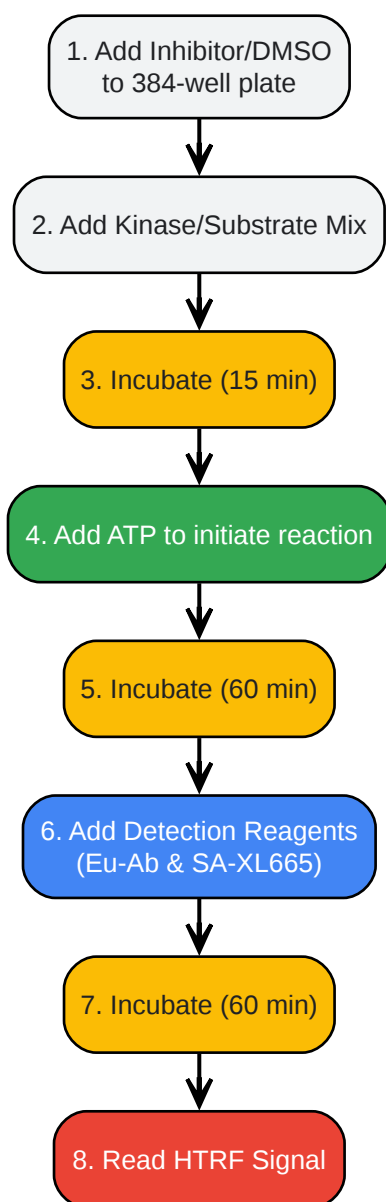 1. Add Inhibitor/DMSO
to 384-well plate
2. Add Kinase/Substrate Mix
3. Incubate (15 min)
4. Add ATP to initiate reaction
5. Incubate (60 min)
6. Add Detection Reagents
(Eu-Ab & SA-XL665)
7. Incubate (60 min)
8. Read HTRF Signal